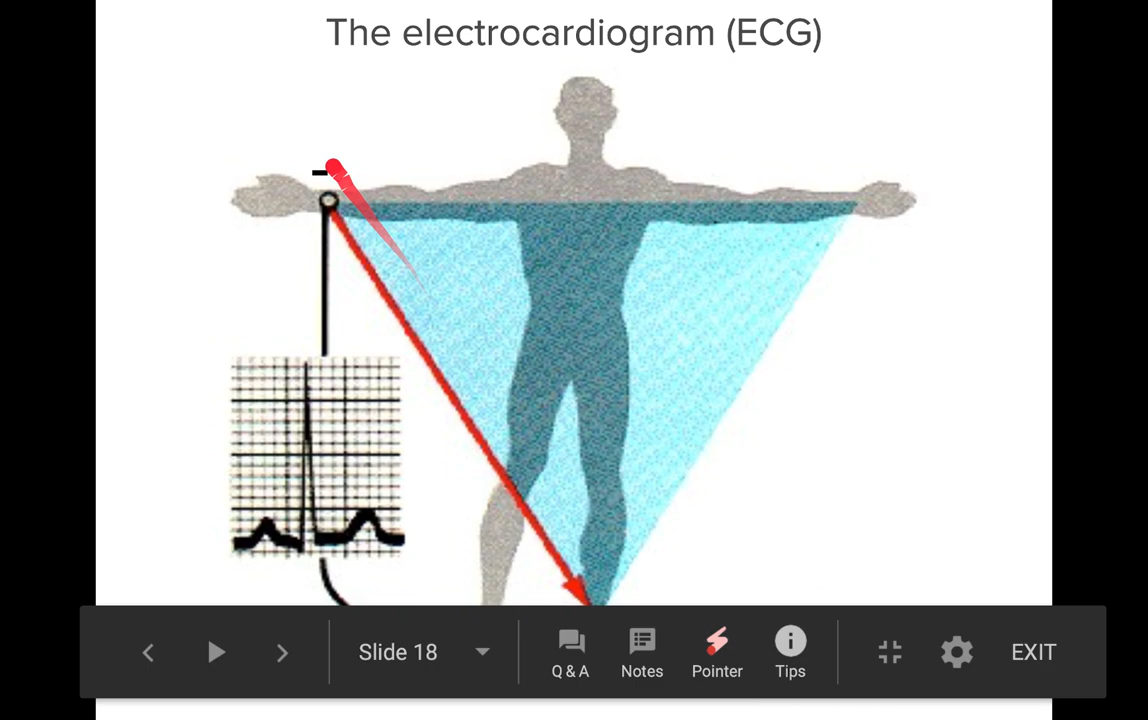 The electrocardiogram (ECG)
-
Slide 18
Q & A
Notes
Pointer
Tips
EXIT